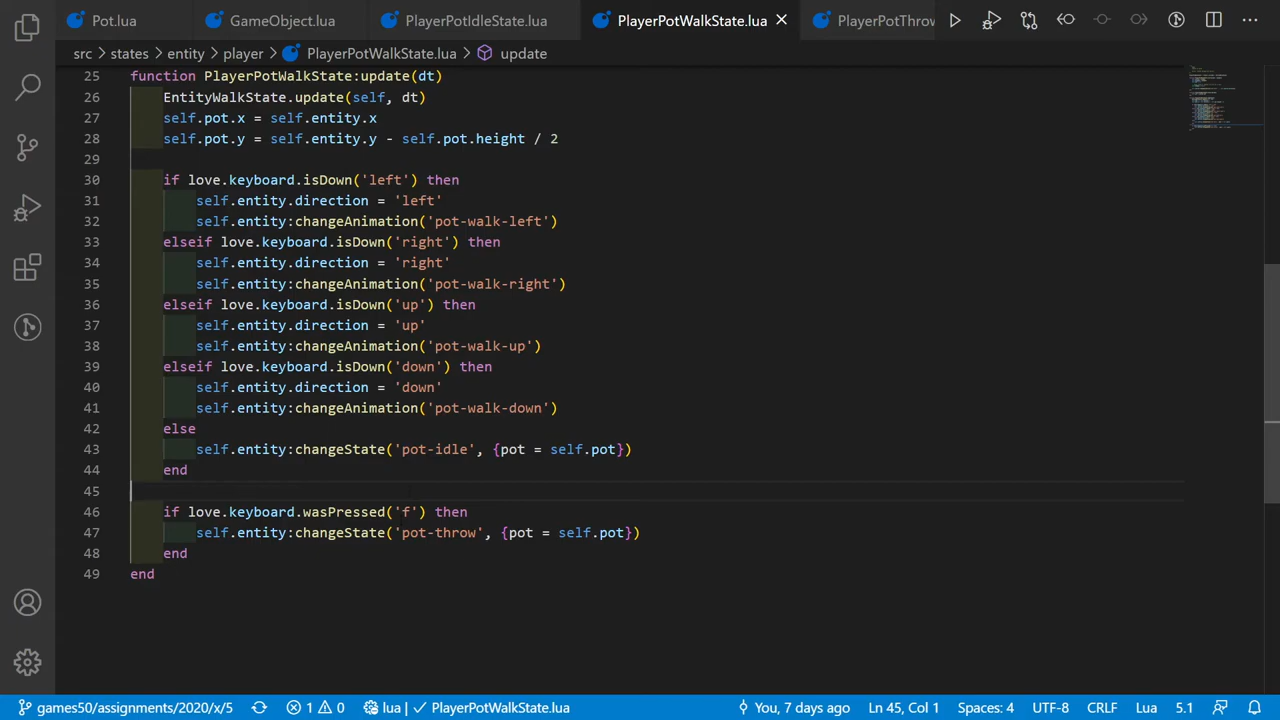 Pot.lua GameObject.lua PlayerPotIdleState.lua PlayerPotWalkState.lua PlayerPotThrow
src > states > entity > player > PlayerPotWalkState.lua > update
25 function PlayerPotWalkState:update(dt)
26 EntityWalkState.update(self, dt)
27 self.pot.x = self.entity.x
28 self.pot.y = self.entity.y - self.pot.height / 2
29
30 if love.keyboard.isDown('left') then
31 self.entity.direction = 'left'
32 self.entity:changeAnimation('pot-walk-left')
33 elseif love.keyboard.isDown('right') then
34 self.entity.direction = 'right'
35 self.entity:changeAnimation('pot-walk-right')
36 elseif love.keyboard.isDown('up') then
37 self.entity.direction = 'up'
38 self.entity:changeAnimation('pot-walk-up')
39 elseif love.keyboard.isDown('down') then
40 self.entity.direction = 'down'
41 self.entity:changeAnimation('pot-walk-down')
42 else
43 self.entity:changeState('pot-idle', {pot = self.pot})
44 end
45
46 if love.keyboard.wasPressed('f') then
47 self.entity:changeState('pot-throw', {pot = self.pot})
48 end
49 end
games50/assignments/2020/x/5 1 0 lua | ✓ PlayerPotWalkState.lua You, 7 days ago Ln 45, Col 1 Spaces: 4 UTF-8 CRLF Lua 5.1